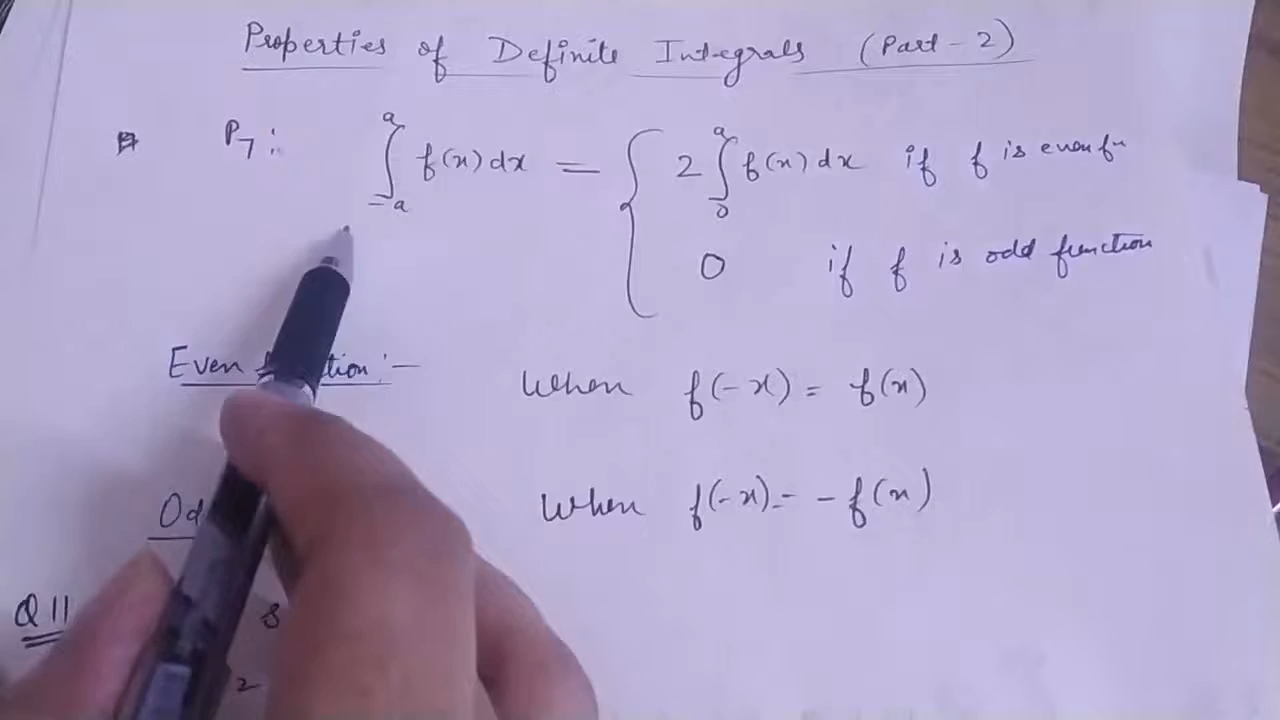 Properties of Definite Integrals (Part-2)
P7: ∫_{-a}^{a} f(x) dx = { 2 ∫_{0}^{a} f(x) dx if f is even fn
0 if f is odd function
Even :- When f(-x) = f(x)
When f(-x) = -f(x)
Q11
2